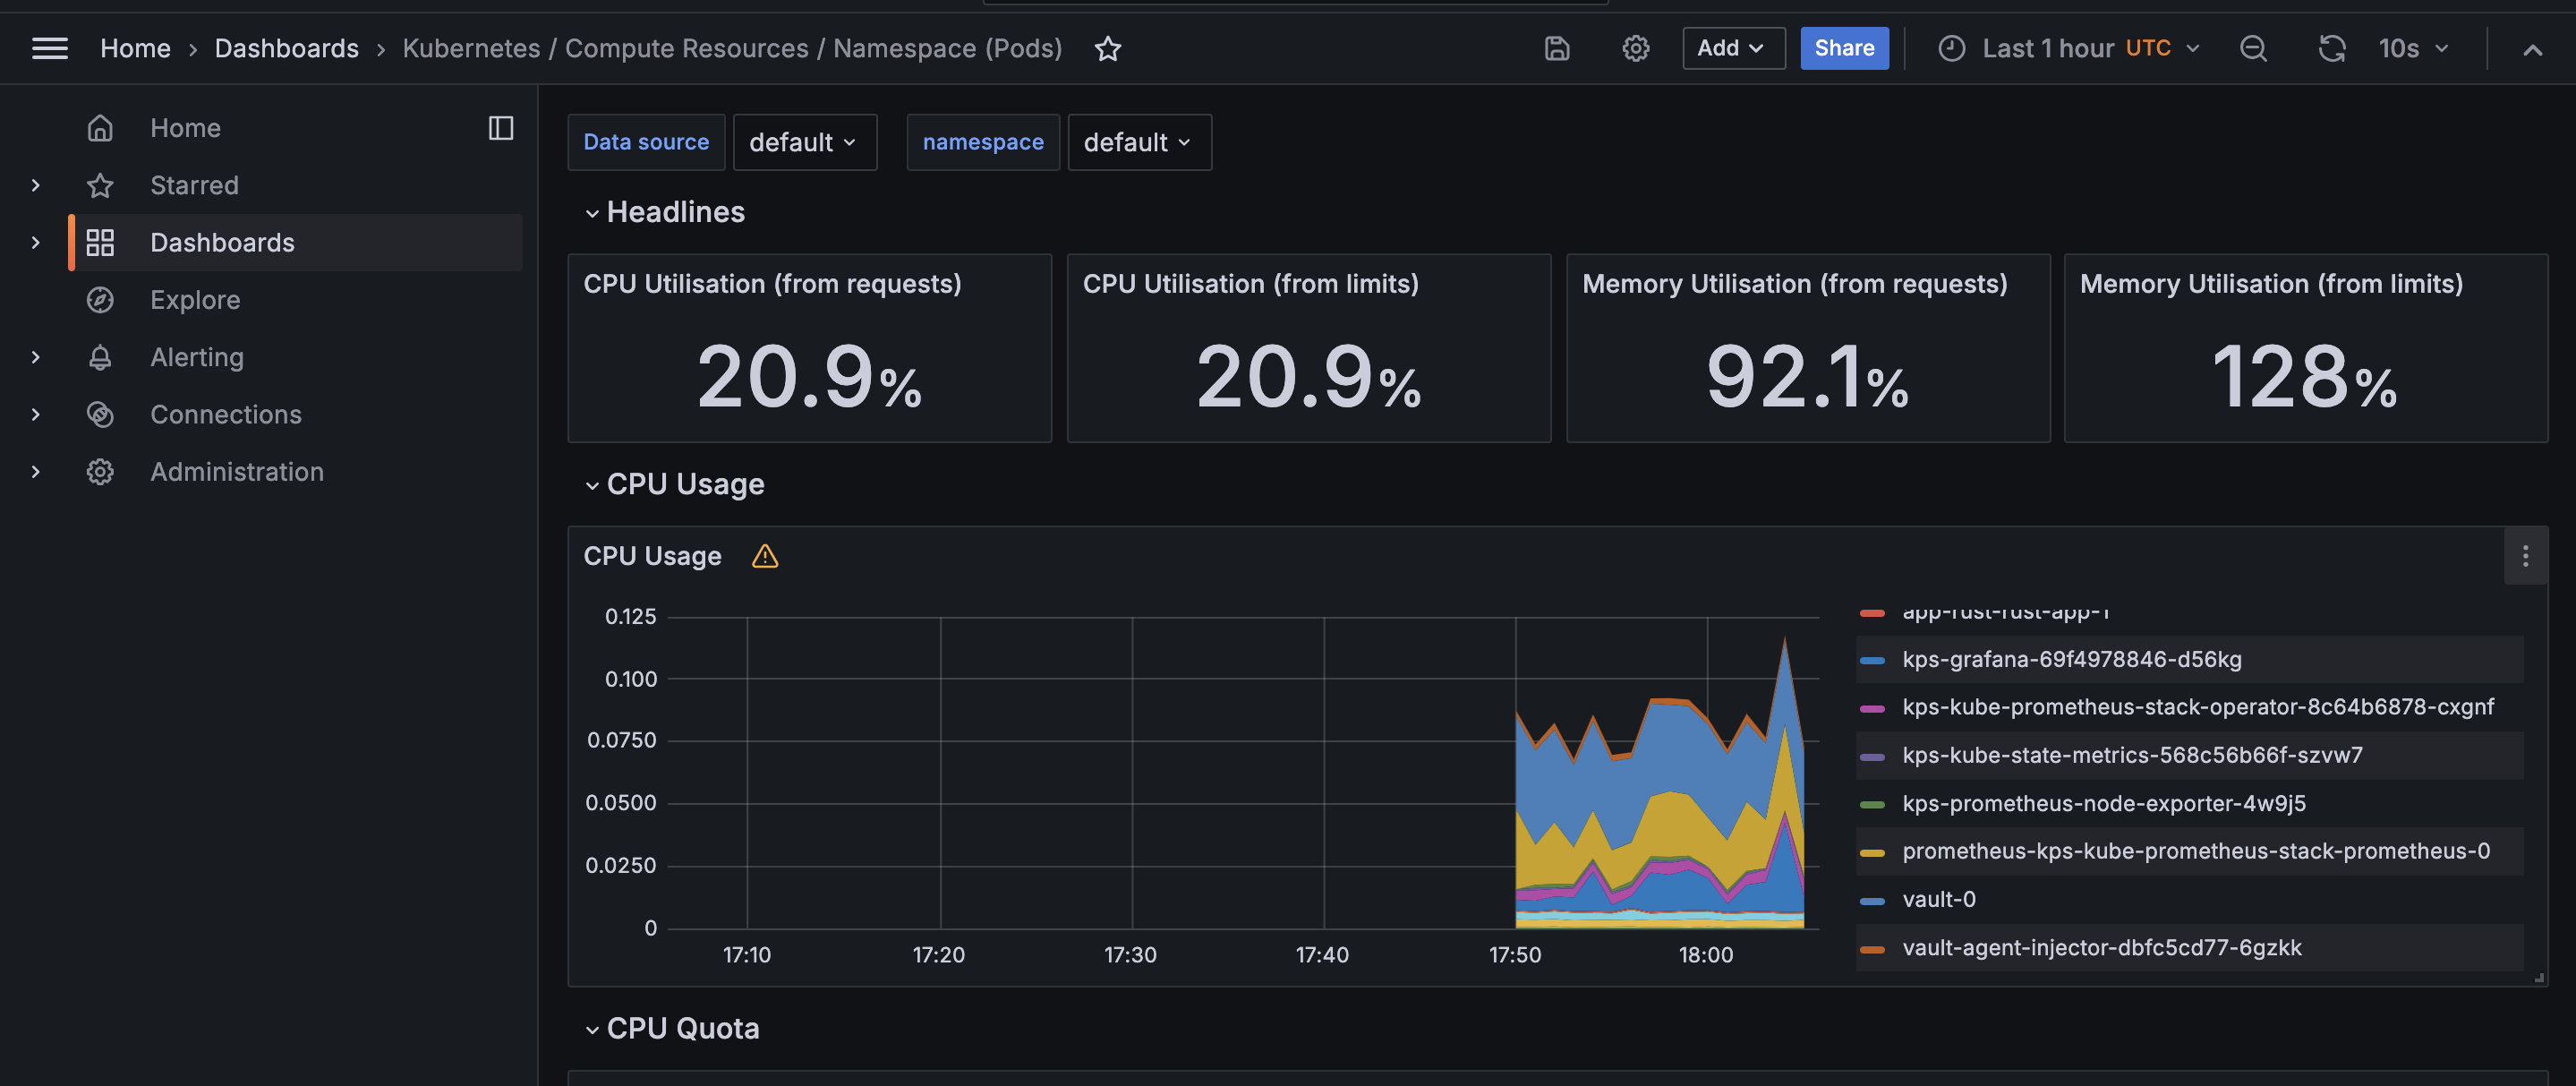 Home › Dashboards › Kubernetes / Compute Resources / Namespace (Pods)
Add
Share
Last 1 hour UTC
10s
Home
Starred
Dashboards
Explore
Alerting
Connections
Administration
Data source default namespace default
Headlines
CPU Utilisation (from requests)
20.9%
CPU Utilisation (from limits)
20.9%
Memory Utilisation (from requests)
92.1%
Memory Utilisation (from limits)
128%
CPU Usage
CPU Usage
0.125
0.100
0.0750
0.0500
0.0250
0
17:10 17:20 17:30 17:40 17:50 18:00
app-rust-rust-app-1
kps-grafana-69f4978846-d56kg
kps-kube-prometheus-stack-operator-8c64b6878-cxgnf
kps-kube-state-metrics-568c56b66f-szvw7
kps-prometheus-node-exporter-4w9j5
prometheus-kps-kube-prometheus-stack-prometheus-0
vault-0
vault-agent-injector-dbfc5cd77-6gzkk
CPU Quota